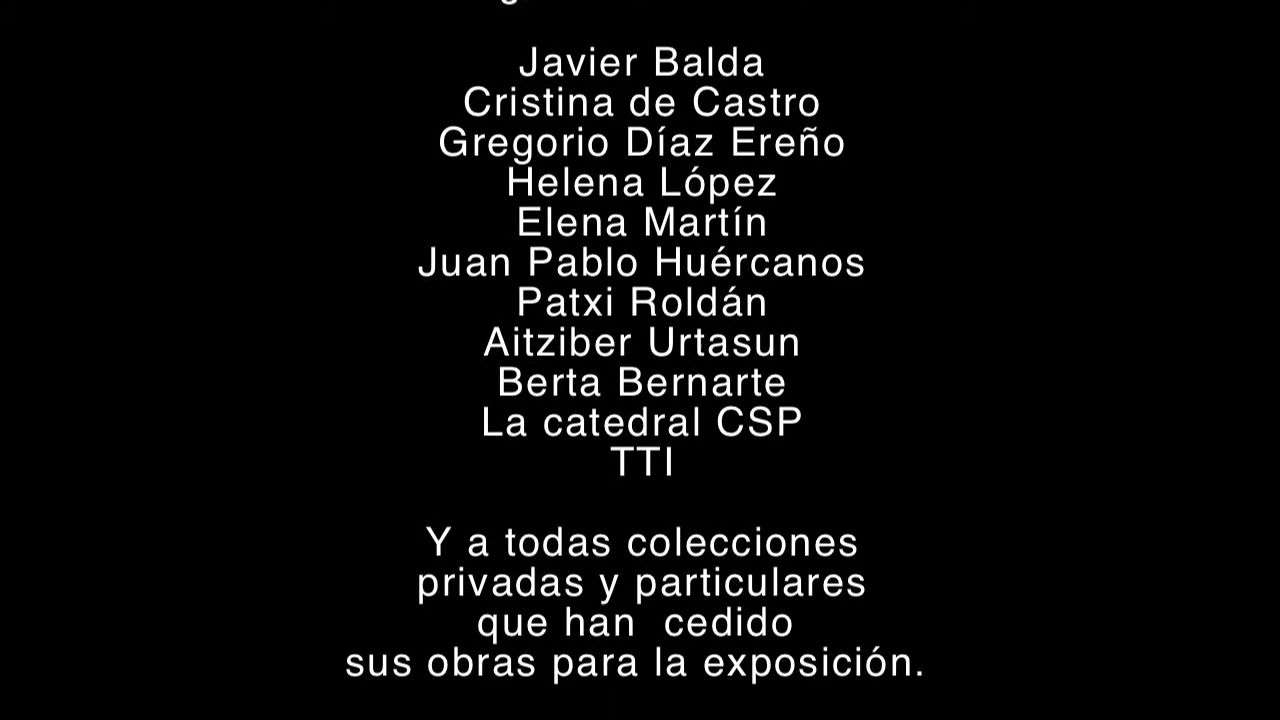 Javier Balda
Cristina de Castro
Gregorio Díaz Ereño
Helena López
Elena Martín
Juan Pablo Huércanos
Patxi Roldán
Aitziber Urtasun
Berta Bernarte
La catedral CSP
TTI
Y a todas colecciones
privadas y particulares
que han  cedido
sus obras para la exposición.